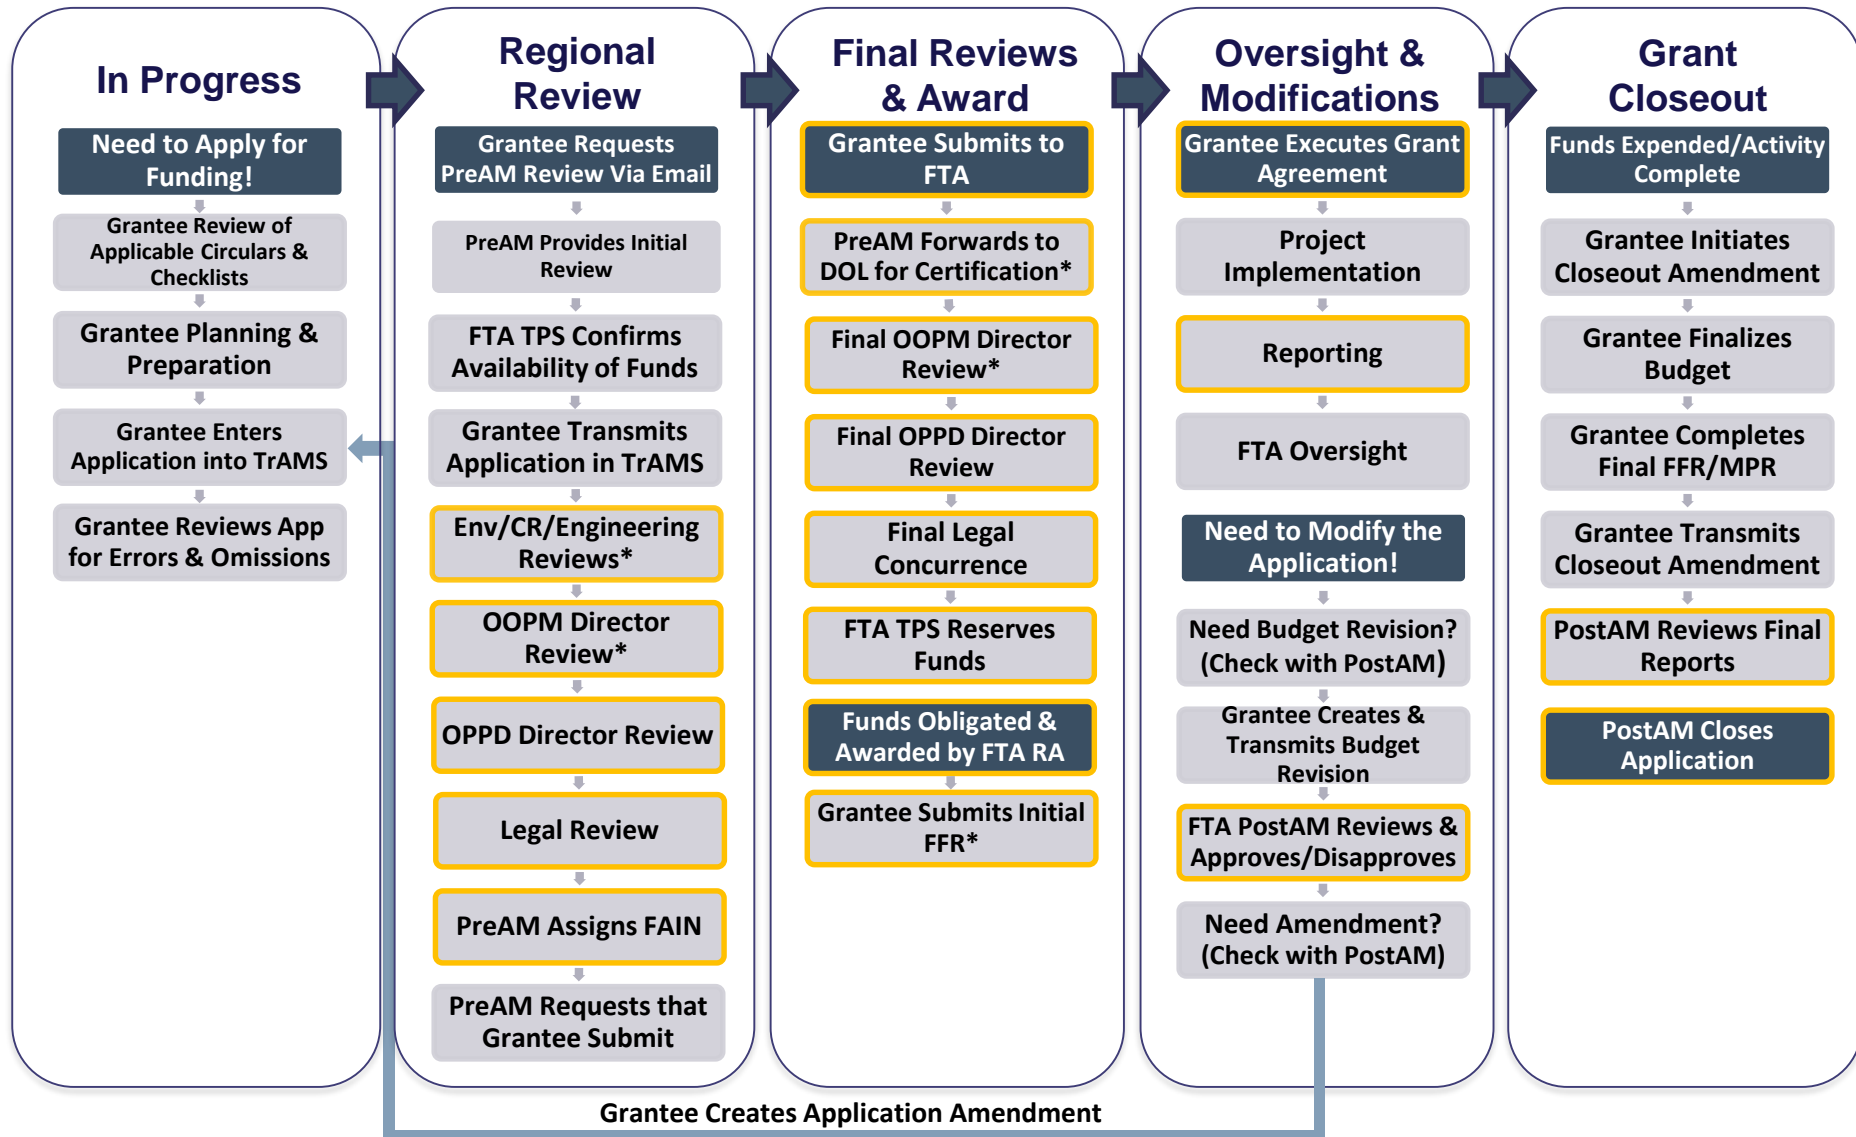 In Progress
Need to Apply for
Funding!
Grantee Review of
Applicable Circulars &
Checklists
Grantee Planning &
Preparation
Grantee Enters
Application into TrAMS
Grantee Reviews App
for Errors & Omissions
Regional
Review
Grantee Requests
PreAM Review Via Email
PreAM Provides Initial
Review
FTA TPS Confirms
Availability of Funds
Grantee Transmits
Application in TrAMS
Env/CR/Engineering
Reviews*
OOPM Director
Review*
OPPD Director Review
Legal Review
PreAM Assigns FAIN
PreAM Requests that
Grantee Submit
Final Reviews
& Award
Grantee Submits to
FTA
PreAM Forwards to
DOL for Certification*
Final OOPM Director
Review*
Final OPPD Director
Review
Final Legal
Concurrence
FTA TPS Reserves
Funds
Funds Obligated &
Awarded by FTA RA
Grantee Submits Initial
FFR*
Oversight &
Modifications
Grantee Executes Grant
Agreement
Project
Implementation
Reporting
FTA Oversight
Need to Modify the
Application!
Need Budget Revision?
(Check with PostAM)
Grantee Creates &
Transmits Budget
Revision
FTA PostAM Reviews &
Approves/Disapproves
Need Amendment?
(Check with PostAM)
Grant
Closeout
Funds Expended/Activity
Complete
Grantee Initiates
Closeout Amendment
Grantee Finalizes
Budget
Grantee Completes
Final FFR/MPR
Grantee Transmits
Closeout Amendment
PostAM Reviews Final
Reports
PostAM Closes
Application
Grantee Creates Application Amendment